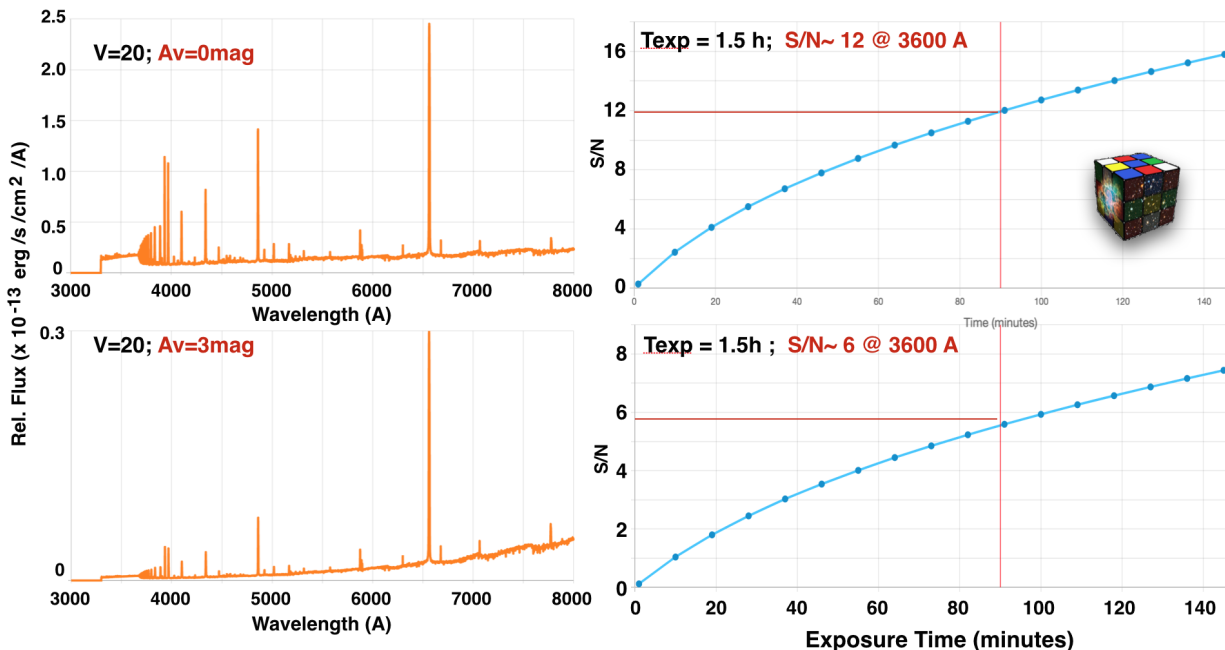 Rel. Flux (x 10^-13 erg /s /cm^2 /A)
2.5
2.0
1.5
1.0
0.5
0
V=20; Av=0mag
3000 4000 5000 6000 7000 8000
Wavelength (A)
16
12
8
4
0
S/N
Texp = 1.5 h; S/N~ 12 @ 3600 A
0 20 40 60 80 100 120 140
Time (minutes)
0.3
0
V=20; Av=3mag
3000 4000 5000 6000 7000 8000
Wavelength (A)
8
6
4
2
0
S/N
Texp = 1.5h ; S/N~ 6 @ 3600 A
0 20 40 60 80 100 120 140
Exposure Time (minutes)